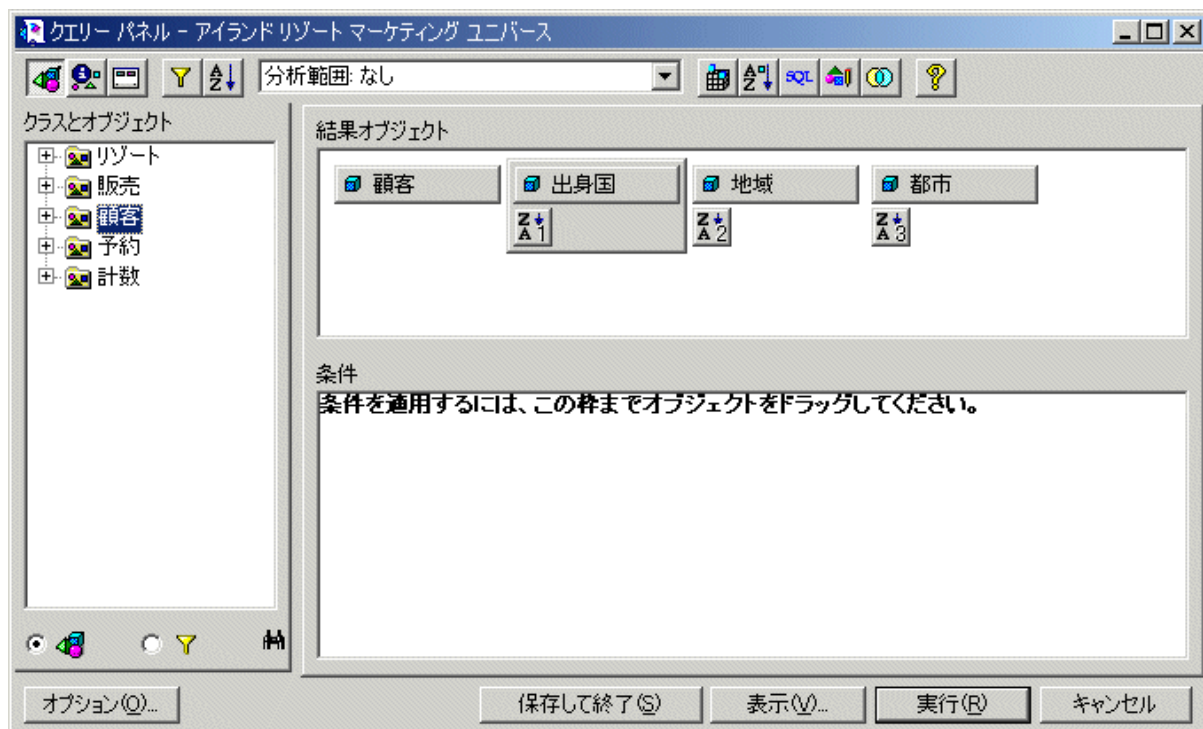 クエリー パネル - アイランド リゾート マーケティング ユニバース
分析範囲: なし
SQL
クラスとオブジェクト
リゾート
販売
顧客
予約
計数
結果オブジェクト
顧客 出身国 地域 都市
Z A 1 Z A 2 Z A 3
条件
条件を適用するには、この枠までオブジェクトをドラッグしてください。
オプション(O)... 保存して終了(S) 表示(V)... 実行(R) キャンセル